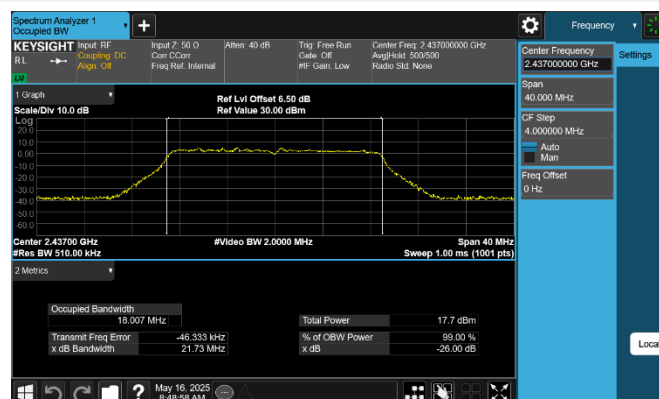 Spectrum Analyzer 1
Occupied BW
+
Frequency
KEYSIGHT Input: RF
RL
Coupling: DC
Align: Off
Input Z: 50 Ω
Corr CCorr
Freq Ref: Internal
Atten: 40 dB
Trig: Free Run
Gate: Off
#IF Gain: Low
Center Freq: 2.437000000 GHz
Avg|Hold: 500/500
Radio Std: None
Center Frequency
2.437000000 GHz
Settings
Span
40.000 MHz
CF Step
4.000000 MHz
Auto
Man
Freq Offset
0 Hz
Local
1 Graph
Scale/Div 10.0 dB
Ref Lvl Offset 6.50 dB
Ref Value 30.00 dBm
Log
20.0
10.0
0.00
-10.0
-20.0
-30.0
-40.0
-50.0
-60.0
Center 2.43700 GHz
#Res BW 510.00 kHz
#Video BW 2.0000 MHz
Span 40 MHz
Sweep 1.00 ms (1001 pts)
2 Metrics
Occupied Bandwidth
18.007 MHz
Total Power 17.7 dBm
Transmit Freq Error -46.333 kHz
% of OBW Power 99.00 %
x dB Bandwidth 21.73 MHz
x dB -26.00 dB
?
May 16, 2025
8:48:58 AM